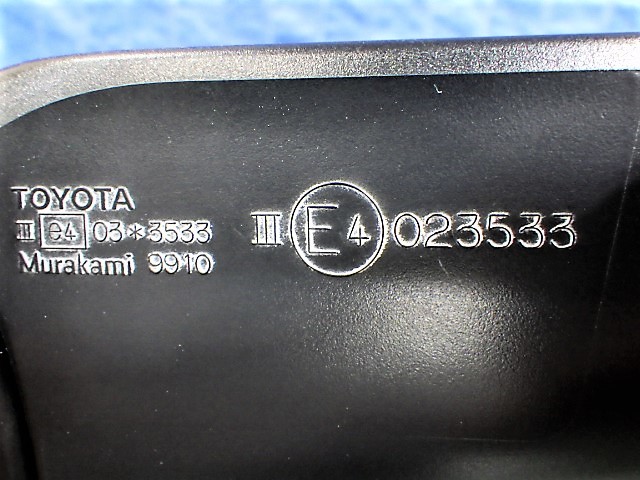 TOYOTA
III e4 03*3533
Murakami 9910
III E4 023533